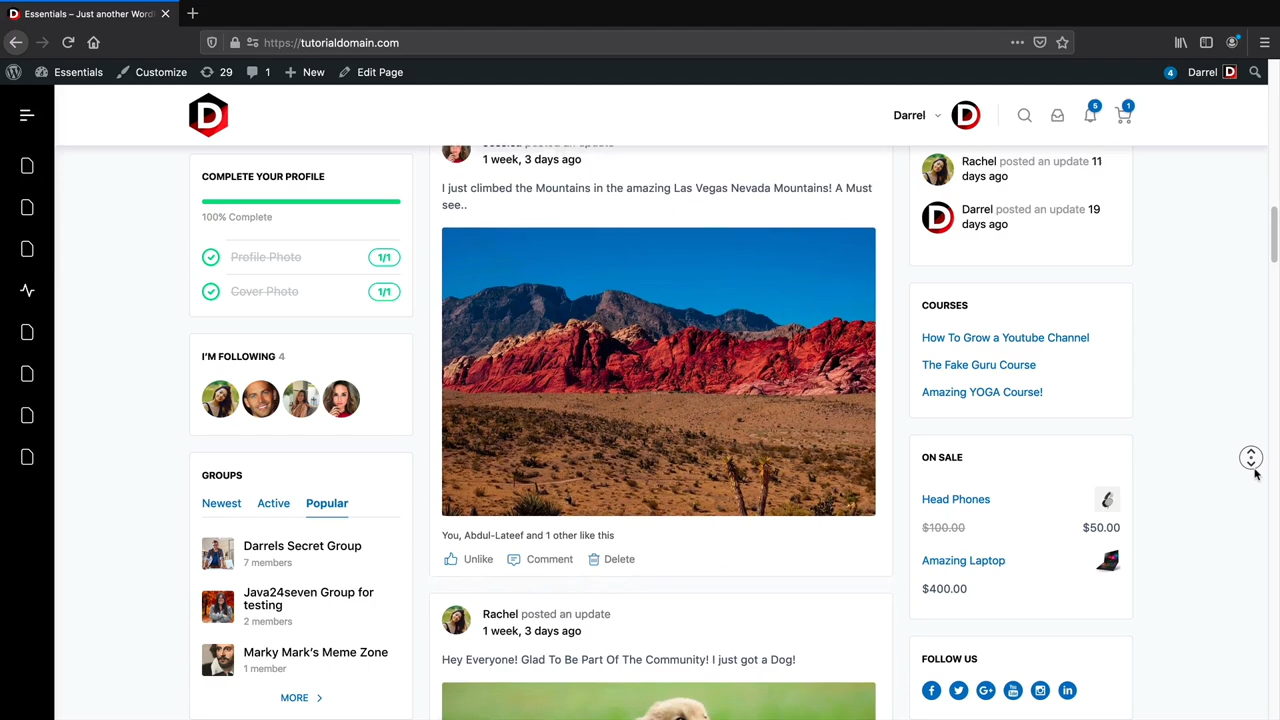 Essentials – Just another Word
https://tutorialdomain.com
Essentials
Customize
29
1
New
Edit Page
4
Darrel
D
Darrel
5
1
COMPLETE YOUR PROFILE
100% Complete
Profile Photo
1/1
Cover Photo
1/1
I'M FOLLOWING 4
GROUPS
Newest
Active
Popular
Darrels Secret Group
7 members
Java24seven Group for
testing
2 members
Marky Mark's Meme Zone
1 member
MORE
posted an update
1 week, 3 days ago
I just climbed the Mountains in the amazing Las Vegas Nevada Mountains! A Must
see..
You, Abdul-Lateef and 1 other like this
Unlike
Comment
Delete
Rachel posted an update
1 week, 3 days ago
Hey Everyone! Glad To Be Part Of The Community! I just got a Dog!
Rachel posted an update 11
days ago
Darrel posted an update 19
days ago
COURSES
How To Grow a Youtube Channel
The Fake Guru Course
Amazing YOGA Course!
ON SALE
Head Phones
$100.00
$50.00
Amazing Laptop
$400.00
FOLLOW US